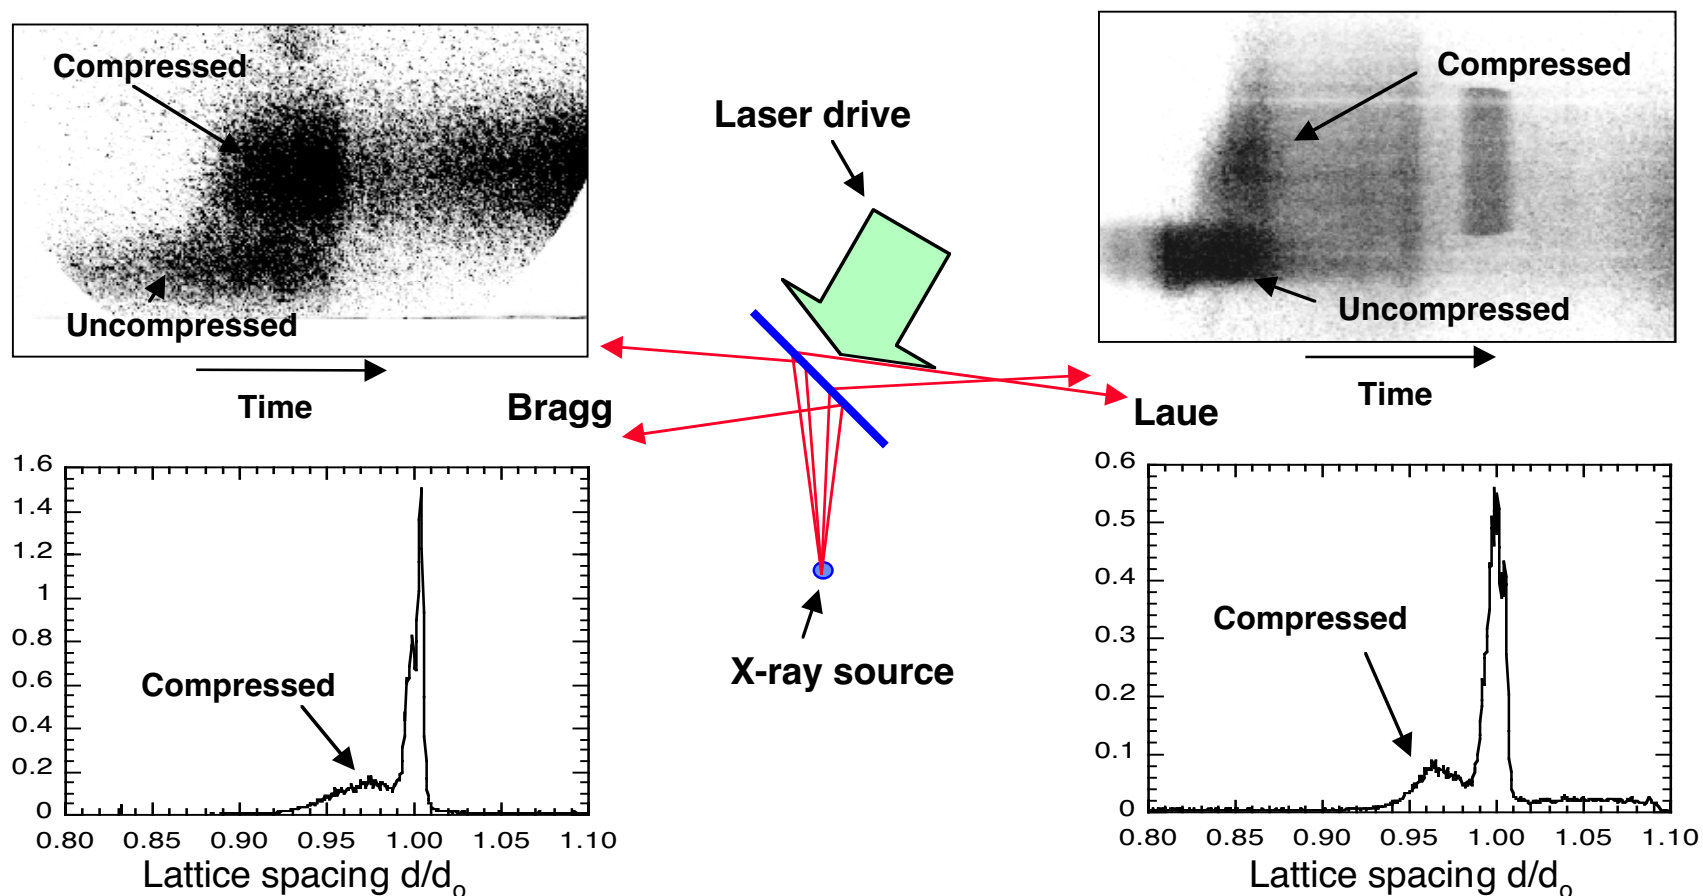 Compressed
Uncompressed
Time
Compressed
Uncompressed
Time
Laser drive
Bragg
Laue
X-ray source
1.6
1.4
1.2
1
0.8
0.6
0.4
0.2
0
Compressed
0.80 0.85 0.90 0.95 1.00 1.05 1.10
Lattice spacing d/do
0.6
0.5
0.4
0.3
0.2
0.1
0
Compressed
0.80 0.85 0.90 0.95 1.00 1.05 1.10
Lattice spacing d/do